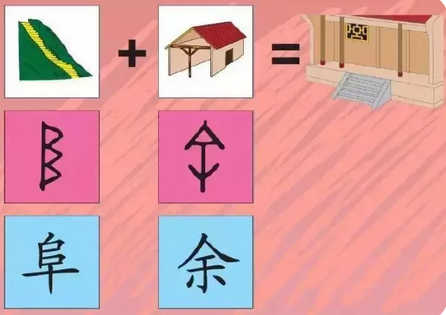 + =
阜 余